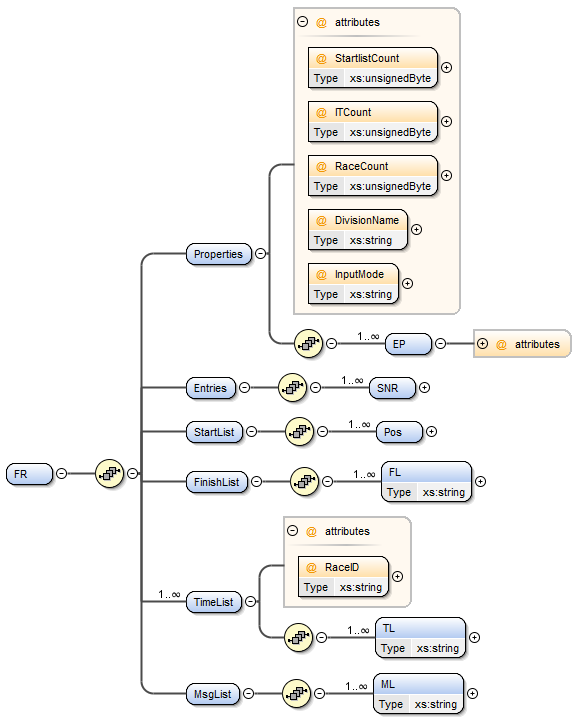 @ attributes
@ StartlistCount
Type xs:unsignedByte
@ ITCount
Type xs:unsignedByte
@ RaceCount
Type xs:unsignedByte
@ DivisionName
Type xs:string
@ InputMode
Type xs:string
Properties
1..∞ EP
@ attributes
Entries
1..∞ SNR
StartList
1..∞ Pos
FR
FinishList
1..∞ FL
Type xs:string
@ attributes
@ RaceID
Type xs:string
1..∞ TimeList
1..∞ TL
Type xs:string
MsgList
1..∞ ML
Type xs:string